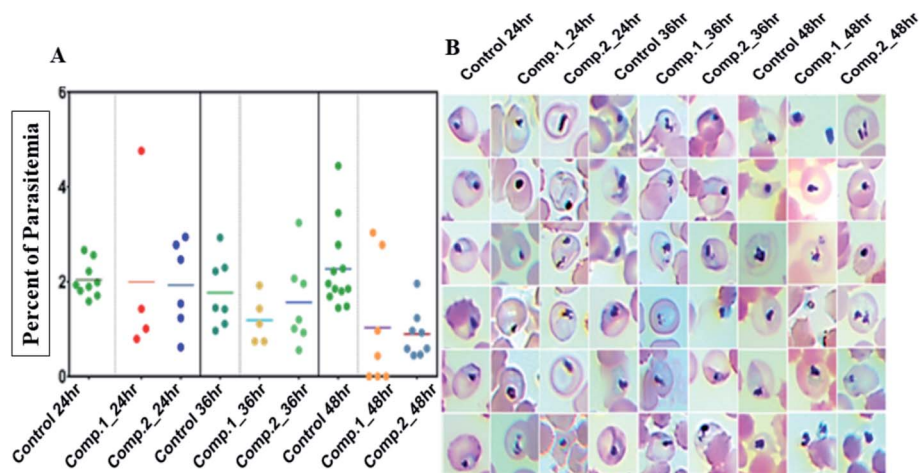 A
Percent of Parasitemia
6
4
2
0
Control 24hr
Comp.1_24hr
Comp.2_24hr
Control 36hr
Comp.1_36hr
Comp.2_36hr
Control 48hr
Comp.1_48hr
Comp.2_48hr
B
Control 24hr
Comp.1_24hr
Comp.2_24hr
Control 36hr
Comp.1_36hr
Comp.2_36hr
Control 48hr
Comp.1_48hr
Comp.2_48hr